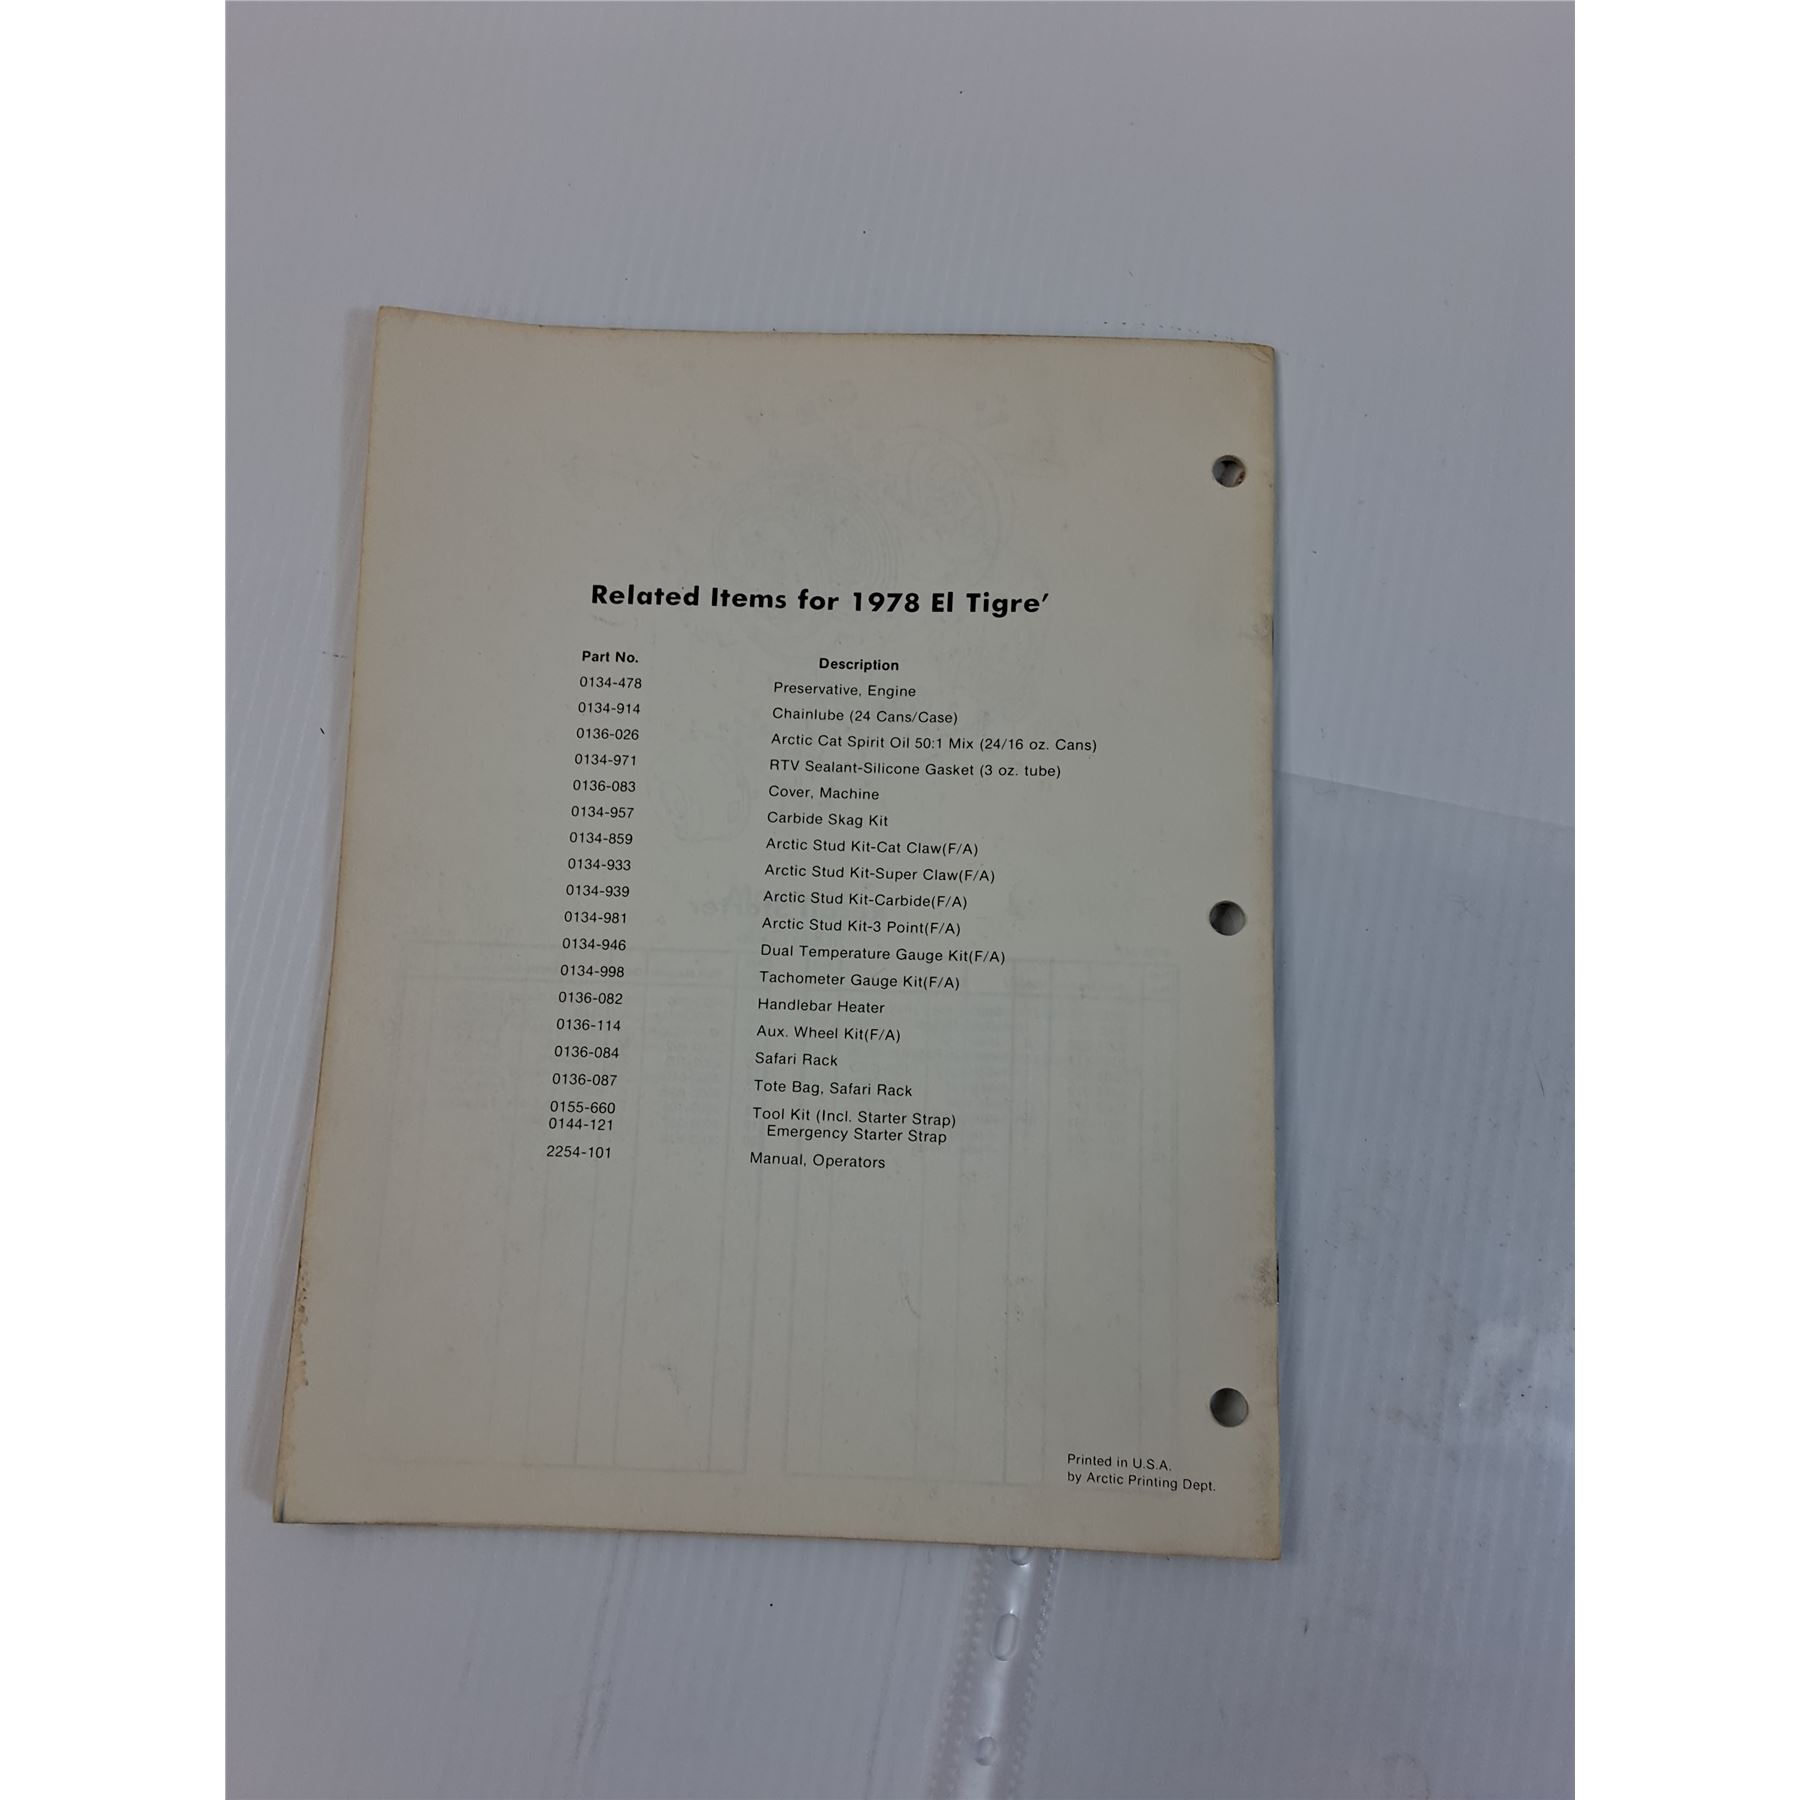 Related Items for 1978 El Tigre'
Part No. Description
0134-478 Preservative, Engine
0134-914 Chainlube (24 Cans/Case)
0136-026 Arctic Cat Spirit Oil 50:1 Mix (24/16 oz. Cans)
0134-971 RTV Sealant-Silicone Gasket (3 oz. tube)
0136-083 Cover, Machine
0134-957 Carbide Skag Kit
0134-859 Arctic Stud Kit-Cat Claw(F/A)
0134-933 Arctic Stud Kit-Super Claw(F/A)
0134-939 Arctic Stud Kit-Carbide(F/A)
0134-981 Arctic Stud Kit-3 Point(F/A)
0134-946 Dual Temperature Gauge Kit(F/A)
0134-998 Tachometer Gauge Kit(F/A)
0136-082 Handlebar Heater
0136-114 Aux. Wheel Kit(F/A)
0136-084 Safari Rack
0136-087 Tote Bag, Safari Rack
0155-660 Tool Kit (Incl. Starter Strap)
0144-121 Emergency Starter Strap
2254-101 Manual, Operators
Printed in U.S.A.
by Arctic Printing Dept.